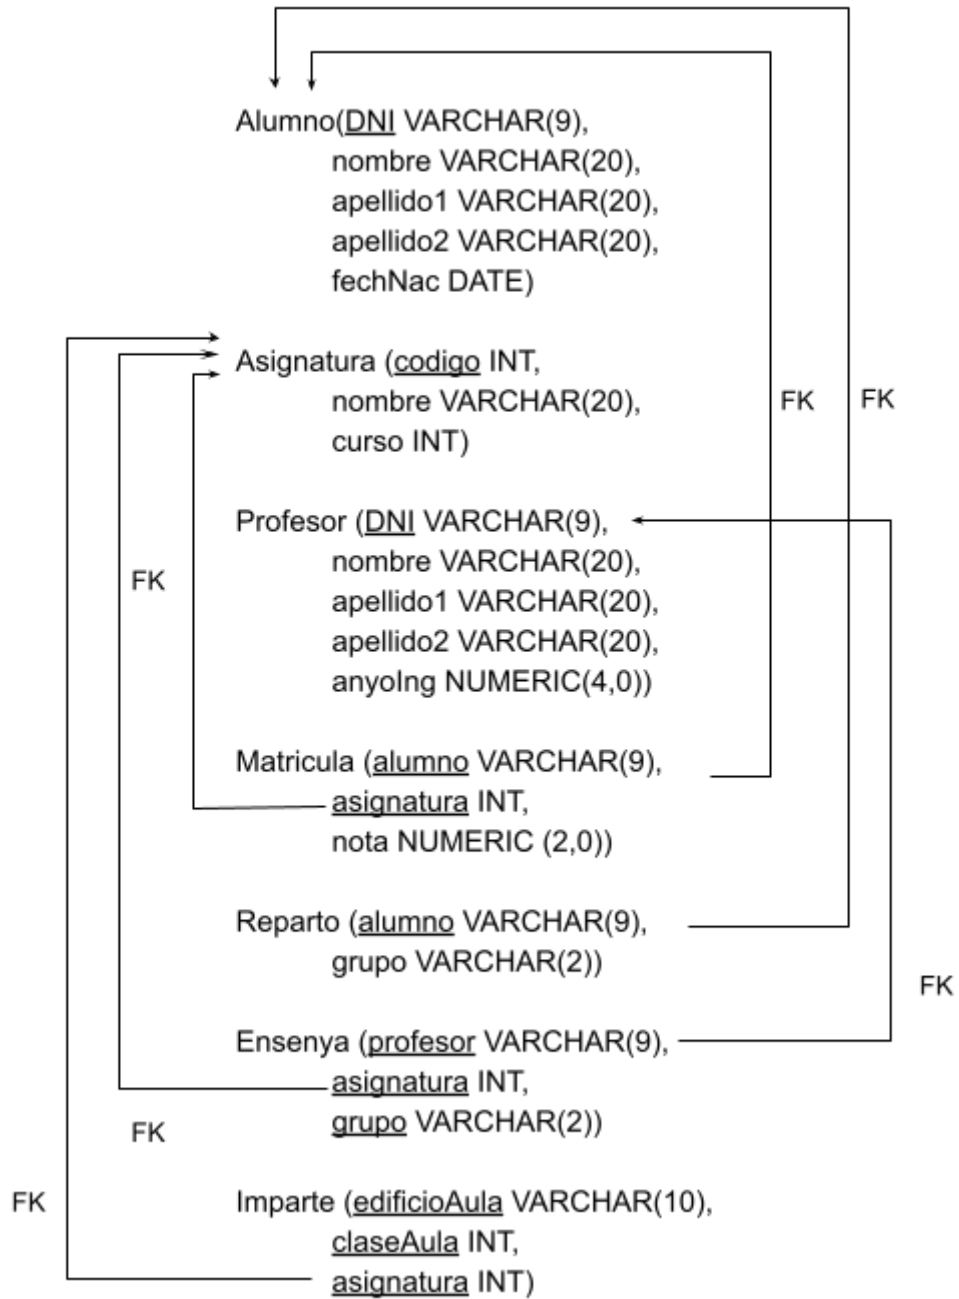 Alumno(DNI VARCHAR(9),
nombre VARCHAR(20),
apellido1 VARCHAR(20),
apellido2 VARCHAR(20),
fechNac DATE)
Asignatura (codigo INT,
nombre VARCHAR(20),
curso INT)
FK
FK
Profesor (DNI VARCHAR(9),
nombre VARCHAR(20),
apellido1 VARCHAR(20),
apellido2 VARCHAR(20),
anyoIng NUMERIC(4,0))
FK
Matricula (alumno VARCHAR(9),
asignatura INT,
nota NUMERIC (2,0))
Reparto (alumno VARCHAR(9),
grupo VARCHAR(2))
FK
Ensenya (profesor VARCHAR(9),
asignatura INT,
grupo VARCHAR(2))
FK
FK
Imparte (edificioAula VARCHAR(10),
claseAula INT,
asignatura INT)